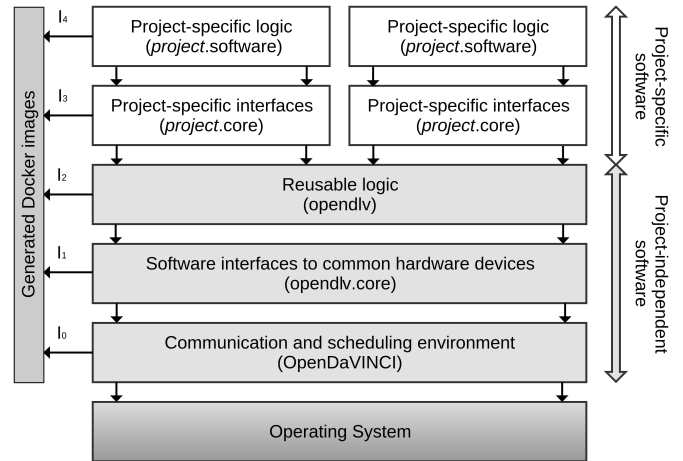 I4
Project-specific logic
(project.software)
Project-specific logic
(project.software)
I3
Project-specific interfaces
(project.core)
Project-specific interfaces
(project.core)
I2
Reusable logic
(opendlv)
I1
Software interfaces to common hardware devices
(opendlv.core)
I0
Communication and scheduling environment
(OpenDaVINCI)
Operating System
Generated Docker images
Project-specific
software
Project-independent
software